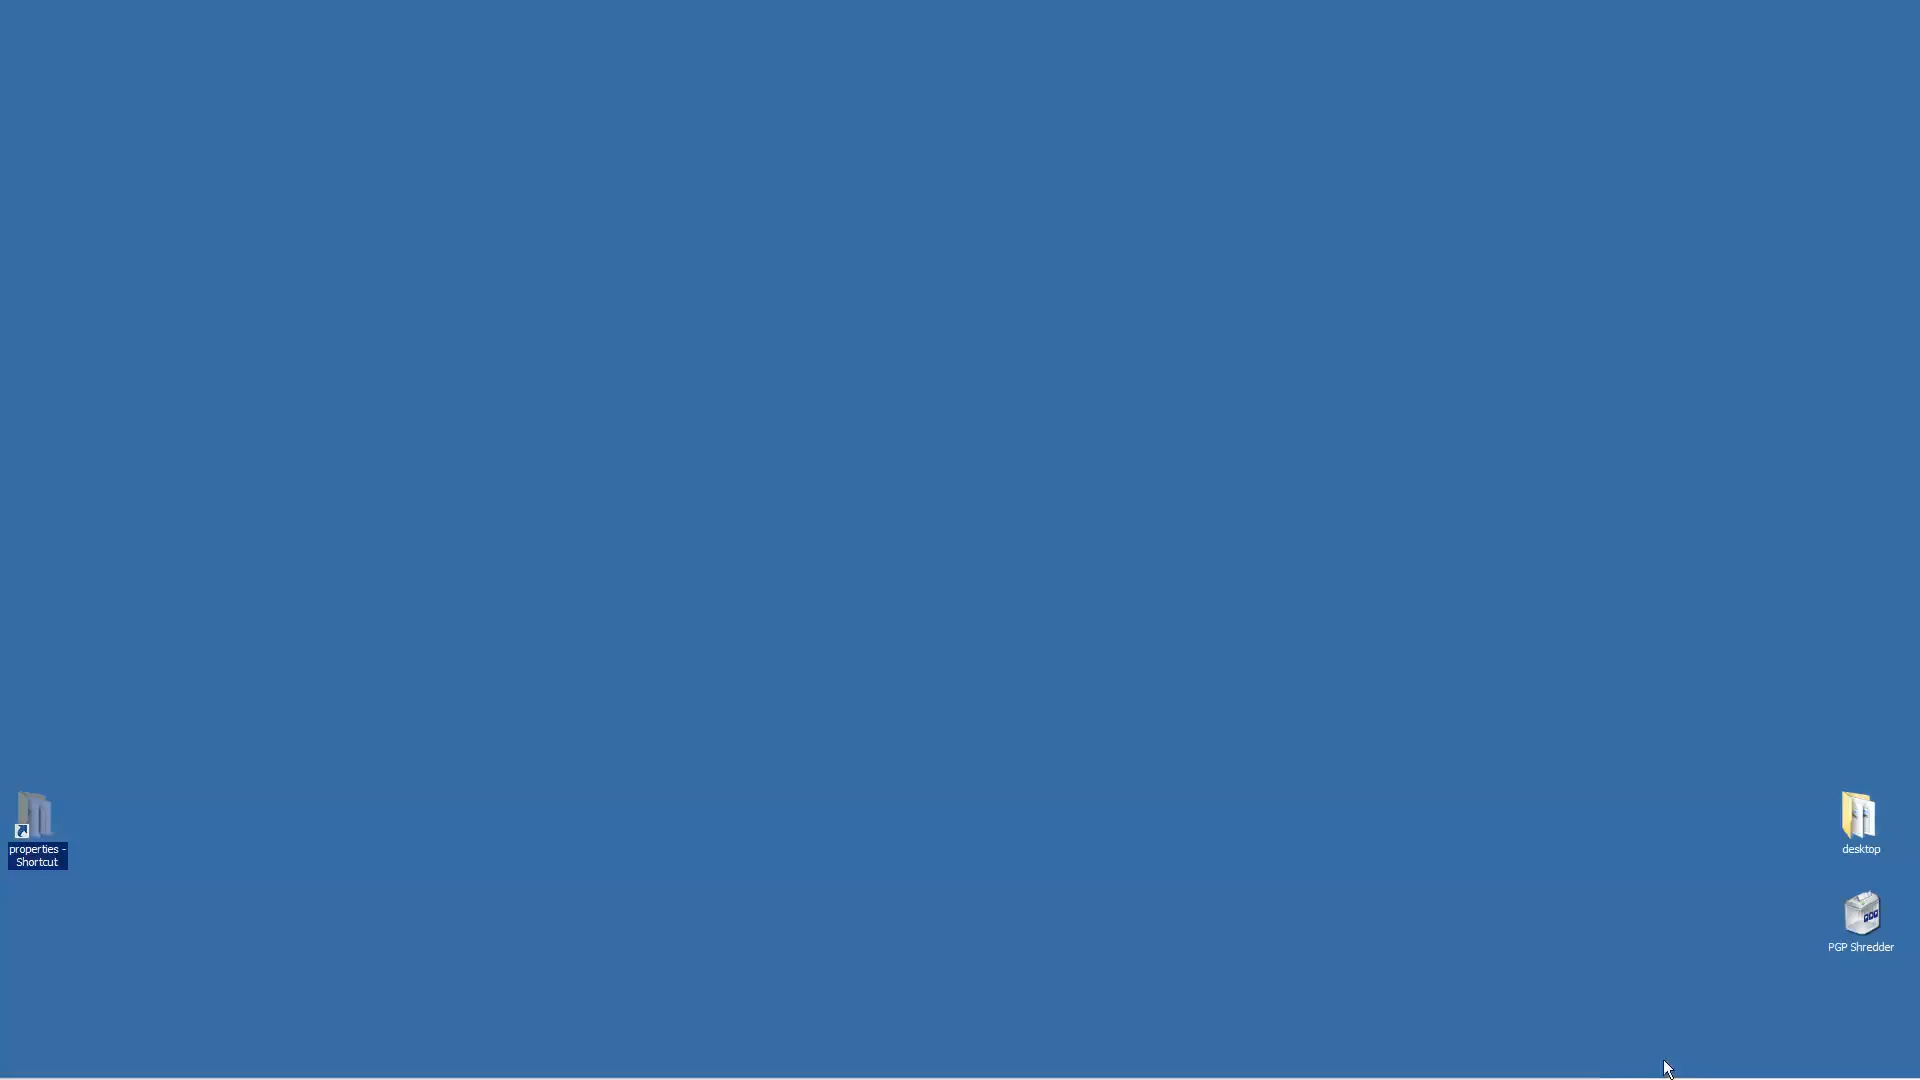 properties -
Shortcut
desktop
PGP Shredder